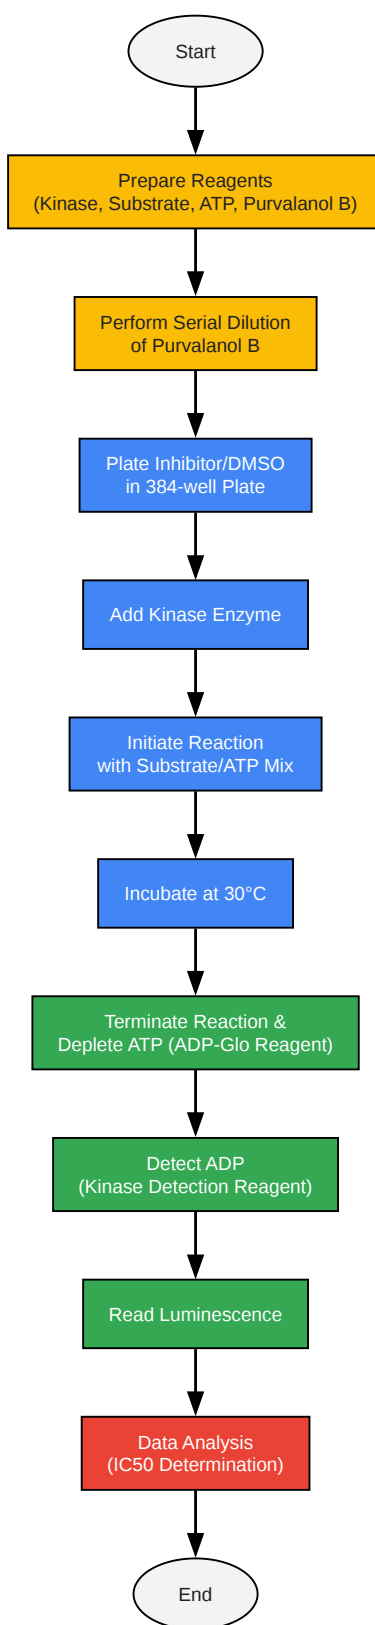 Start
Prepare Reagents
(Kinase, Substrate, ATP, Purvalanol B)
Perform Serial Dilution
of Purvalanol B
Plate Inhibitor/DMSO
in 384-well Plate
Add Kinase Enzyme
Initiate Reaction
with Substrate/ATP Mix
Incubate at 30°C
Terminate Reaction &
Deplete ATP (ADP-Glo Reagent)
Detect ADP
(Kinase Detection Reagent)
Read Luminescence
Data Analysis
(IC50 Determination)
End